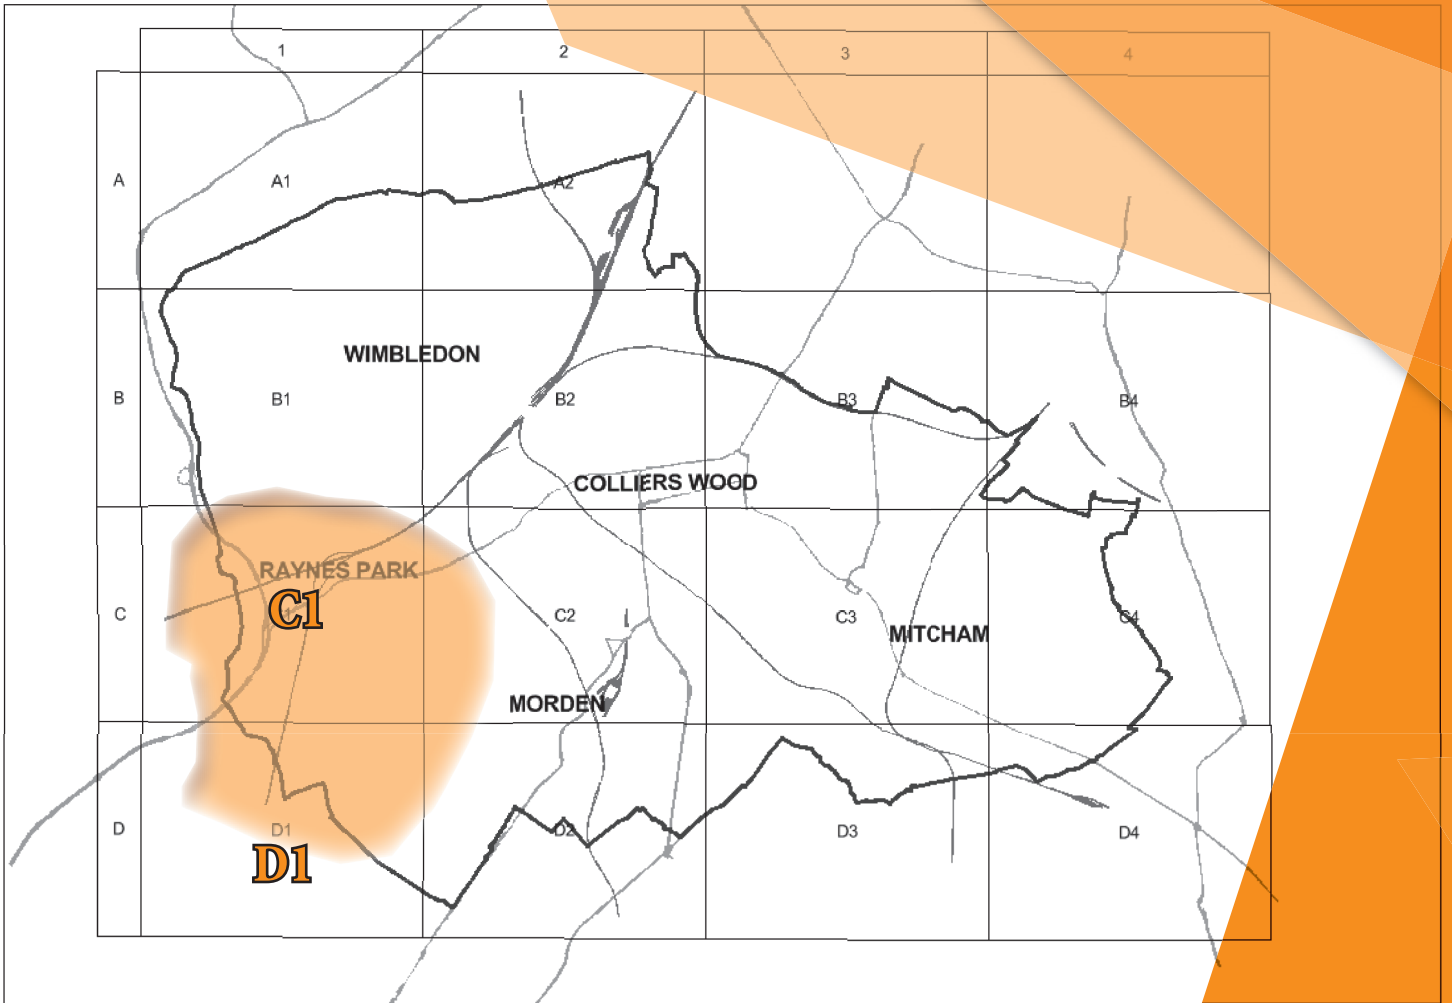 1 2 3 4
A A1 A2
WIMBLEDON
B B1 B2 B3 B4
COLLIERS WOOD
RAYNES PARK
C1
C C2 C3 C4
MITCHAM
MORDEN
D D1 D2 D3 D4
D1